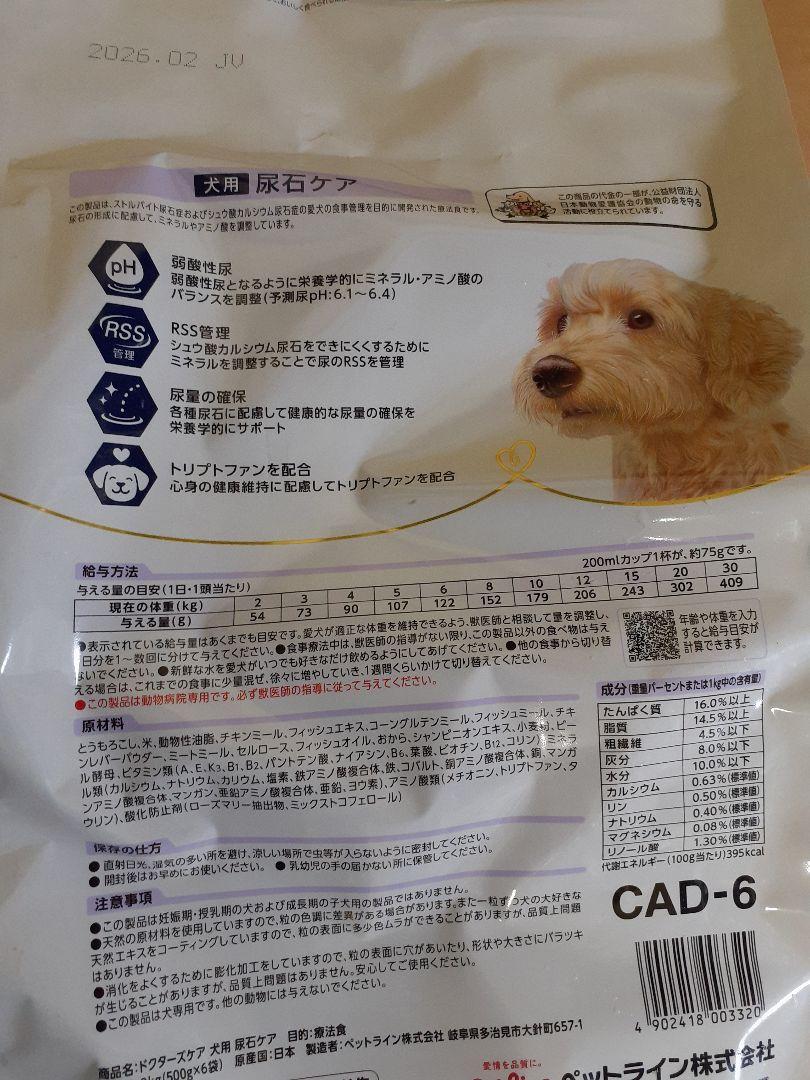 2026.02 JV
犬用 尿石ケア
この製品は、ストルバイト尿石症およびシュウ酸カルシウム尿石症の愛犬の食事管理を目的に開発された療法食です。
尿石の形成に配慮して、ミネラルやアミノ酸を調整しています。
この商品の代金の一部が、公益財団法人
日本動物愛護協会の動物の命を守る
活動に役立てられています。
pH
弱酸性尿
弱酸性尿となるように栄養学的にミネラル・アミノ酸の
バランスを調整(予測尿pH:6.1〜6.4)
RSS
管理
RSS管理
シュウ酸カルシウム尿石をできにくくするために
ミネラルを調整することで尿のRSSを管理
尿量の確保
各種尿石に配慮して健康的な尿量の確保を
栄養学的にサポート
トリプトファンを配合
心身の健康維持に配慮してトリプトファンを配合
給与方法
200mlカップ1杯が、約75gです。
与える量の目安(1日・1頭当たり)
現在の体重(kg) 2 3 4 5 6 8 10 12 15 20 30
与える量(g) 54 73 90 107 122 152 179 206 243 302 409
●表示されている給与量はあくまでも目安です。愛犬が適正な体重を維持できるよう、獣医師と相談して量を調整し、
1日分を1〜数回に分けて与えてください。●食事療法中は、獣医師の指導がない限り、この製品以外の食べ物は与え
ないでください。●新鮮な水を愛犬がいつでも好きなだけ飲めるようにしてあげてください。●他の食事から切り替
える場合は、これまでの食事に少量混ぜ、徐々に増やしていき、1週間くらいかけて切り替えてください。
●この製品は動物病院専用です。必ず獣医師の指導に従って与えてください。
年齢や体重を入力
すると給与目安が
計算できます。
原材料
とうもろこし、米、動物性油脂、チキンミール、フィッシュエキス、コーングルテンミール、フィッシュミール、チキ
ンレバーパウダー、ミートミール、セルロース、フィッシュオイル、おから、シャンピニオンエキス、小麦粉、ビー
ル酵母、ビタミン類(A、E、K3、B1、B2、パントテン酸、ナイアシン、B6、葉酸、ビオチン、B12、コリン)、ミネラ
ル類(カルシウム、ナトリウム、カリウム、塩素、鉄アミノ酸複合体、鉄、コバルト、銅アミノ酸複合体、銅、マンガ
ンアミノ酸複合体、マンガン、亜鉛アミノ酸複合体、亜鉛、ヨウ素)、アミノ酸類(メチオニン、トリプトファン、タ
ウリン)、酸化防止剤(ローズマリー抽出物、ミックストコフェロール)
成分(重量パーセントまたは1kg中の含有量)
たんぱく質 16.0%以上
脂質 14.5%以上
粗繊維 4.5%以下
灰分 8.0%以下
水分 10.0%以下
カルシウム 0.63%(標準値)
リン 0.50%(標準値)
ナトリウム 0.40%(標準値)
マグネシウム 0.08%(標準値)
リノール酸 1.30%(標準値)
代謝エネルギー(100g当たり)395kcal
保存の仕方
●直射日光、湿気の多い所を避け、涼しい場所で虫等が入らないように密封してください。
●開封後はお早めにお使いください。●乳幼児の手の届かない所に保管してください。
注意事項
●この製品は妊娠期・授乳期の犬および成長期の子犬用の製品ではありません。
●天然の原材料を使用していますので、粒の色調に差異がある場合があります。また一粒ずつ犬の大好きな
天然エキスをコーティングしていますので、粒の表面に多少色ムラができることがありますが、品質上問題
はありません。
●消化をよくするために膨化加工をしていますので、粒の表面に穴があいたり、形状や大きさにバラツキ
が生じることがありますが、品質上問題はありません。安心してご使用ください。
●この製品は犬専用です。他の動物には与えないでください。
CAD-6
4 902418 003320
商品名:ドクターズケア 犬用 尿石ケア 目的:療法食
(500g×6袋) 原産国:日本 製造者:ペットライン株式会社 岐阜県多治見市大針町657-1
愛情を品質に。
ペットライン株式会社